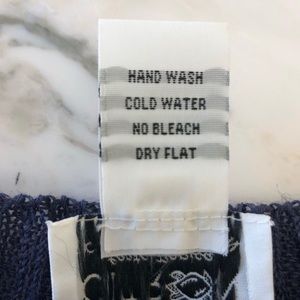 HAND WASH
COLD WATER
NO BLEACH
DRY FLAT